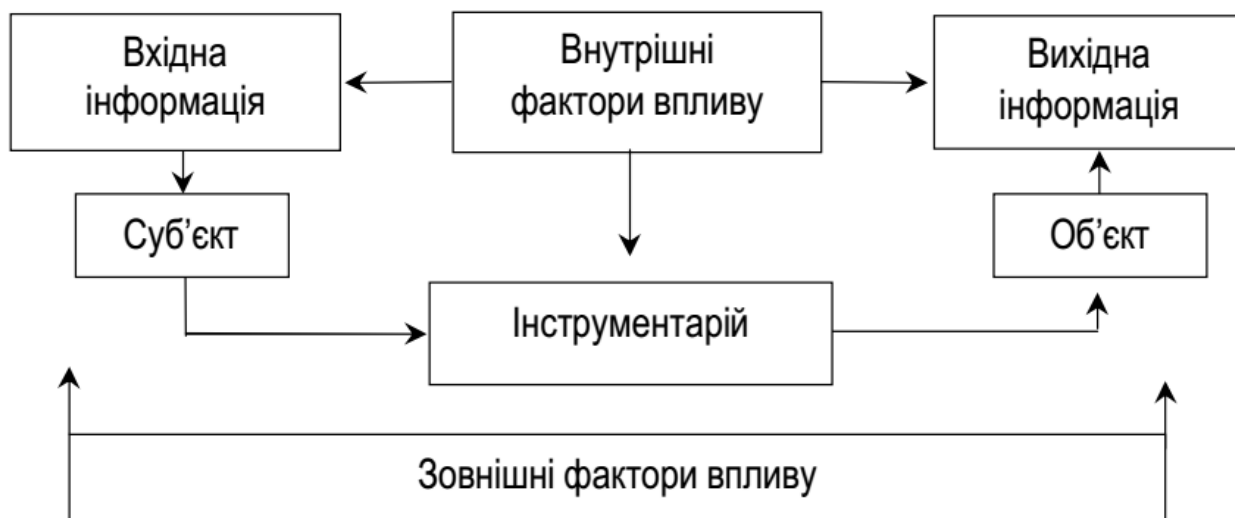 Вхідна
інформація
Внутрішні
фактори впливу
Вихідна
інформація
Суб’єкт
Об’єкт
Інструментарій
Зовнішні фактори впливу